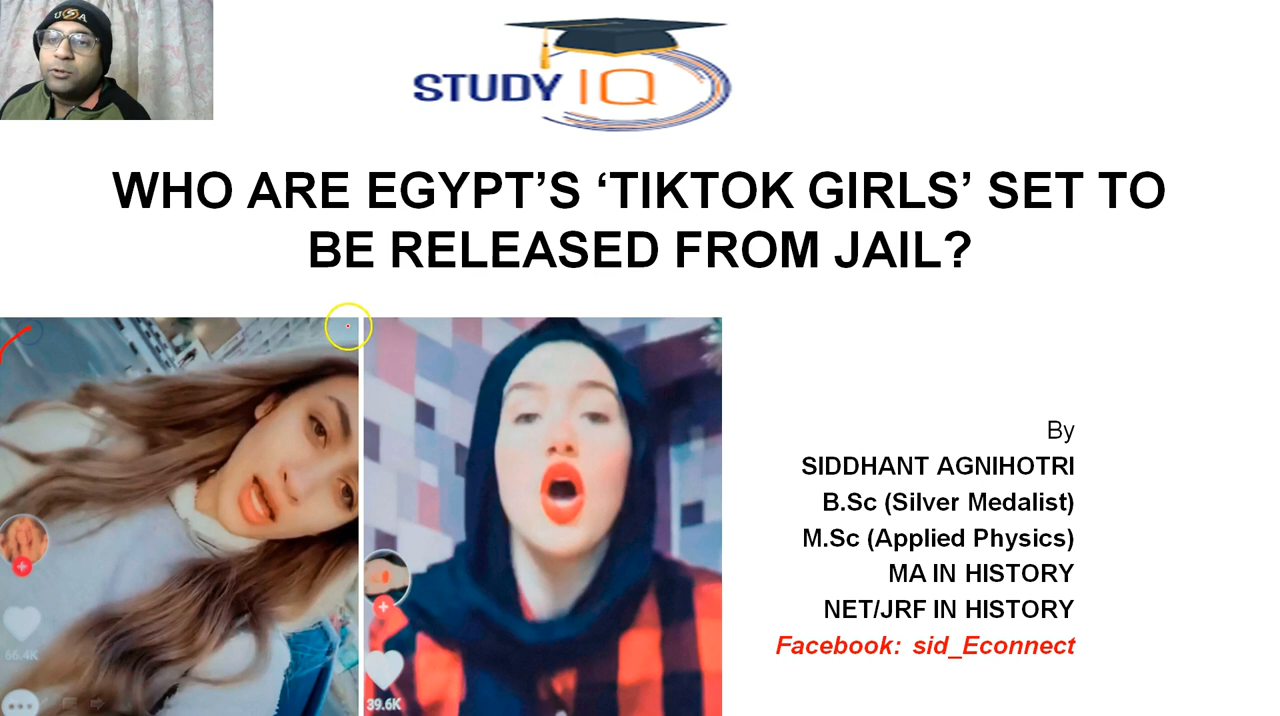 USA
STUDY IQ
WHO ARE EGYPT’S ‘TIKTOK GIRLS’ SET TO
BE RELEASED FROM JAIL?
By
SIDDHANT AGNIHOTRI
B.Sc (Silver Medalist)
M.Sc (Applied Physics)
MA IN HISTORY
NET/JRF IN HISTORY
Facebook: sid_Econnect
66.4K
39.6K